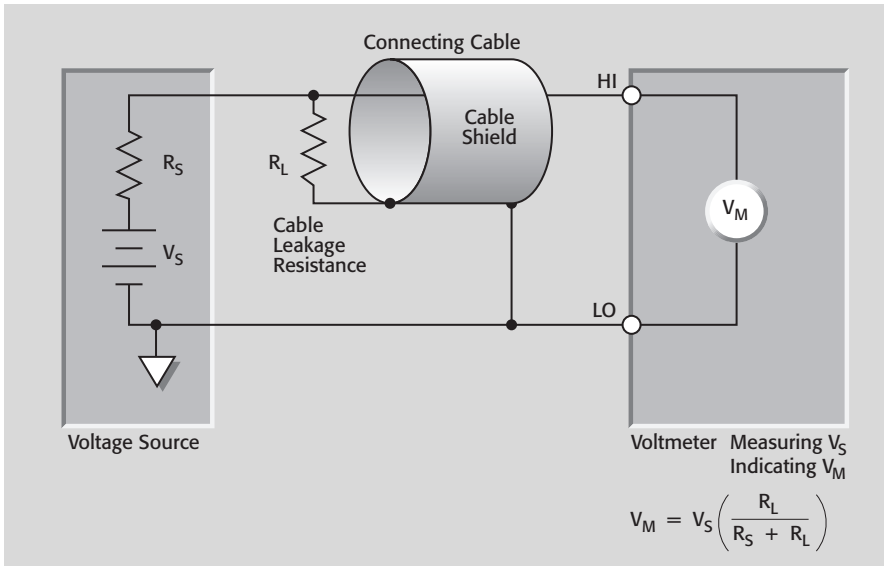 Connecting Cable
HI
Cable
Shield
R_S
R_L
V_M
Cable
Leakage
Resistance
V_S
LO
Voltage Source
Voltmeter Measuring V_S
Indicating V_M
V_M = V_S ( R_L / (R_S + R_L) )